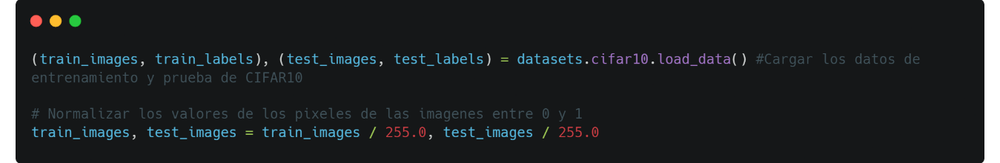 (train_images, train_labels), (test_images, test_labels) = datasets.cifar10.load_data() #Cargar los datos de
entrenamiento y prueba de CIFAR10
# Normalizar los valores de los pixeles de las imagenes entre 0 y 1
train_images, test_images = train_images / 255.0, test_images / 255.0